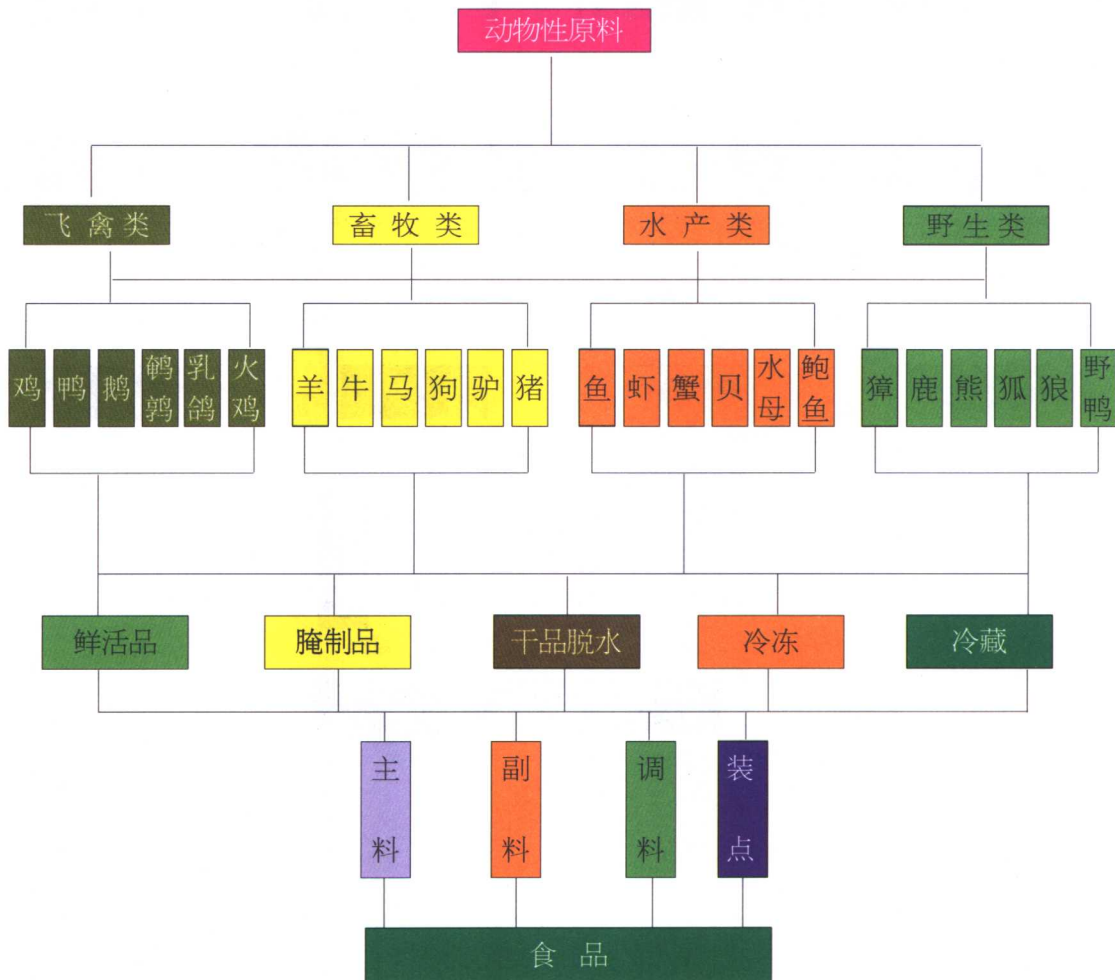 动物性原料
飞禽类 畜牧类 水产类 野生类
鸡 鸭 鹅 鹌鹑 乳鸽 火鸡 羊 牛 马 狗 驴 猪 鱼 虾 蟹 贝 水母 鲍鱼 獐 鹿 熊 狐 狼 野鸭
鲜活品 腌制品 干品脱水 冷冻 冷藏
主料 副料 调料 装点
食品